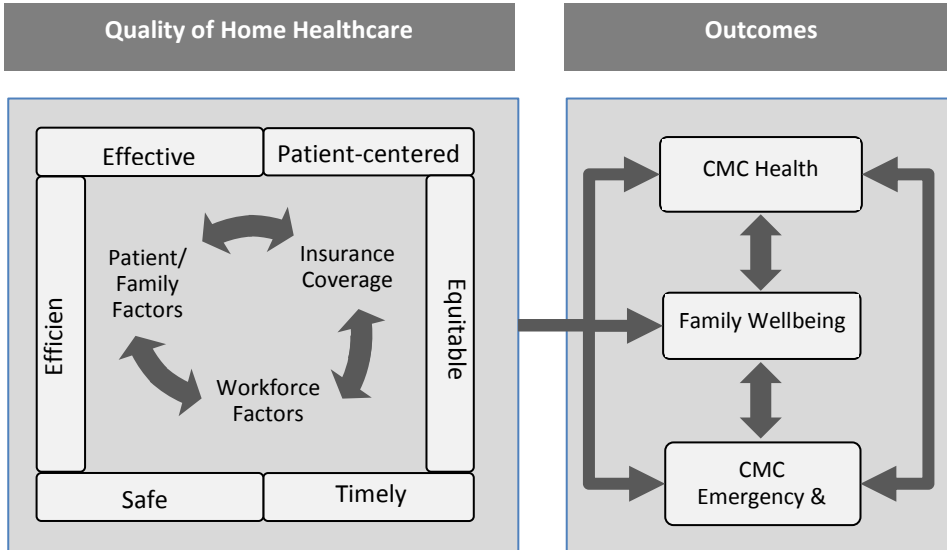 Quality of Home Healthcare
Outcomes
Effective
Patient-centered
Efficien
Patient/
Family
Factors
Insurance
Coverage
Equitable
Workforce
Factors
Safe
Timely
CMC Health
Family Wellbeing
CMC
Emergency &